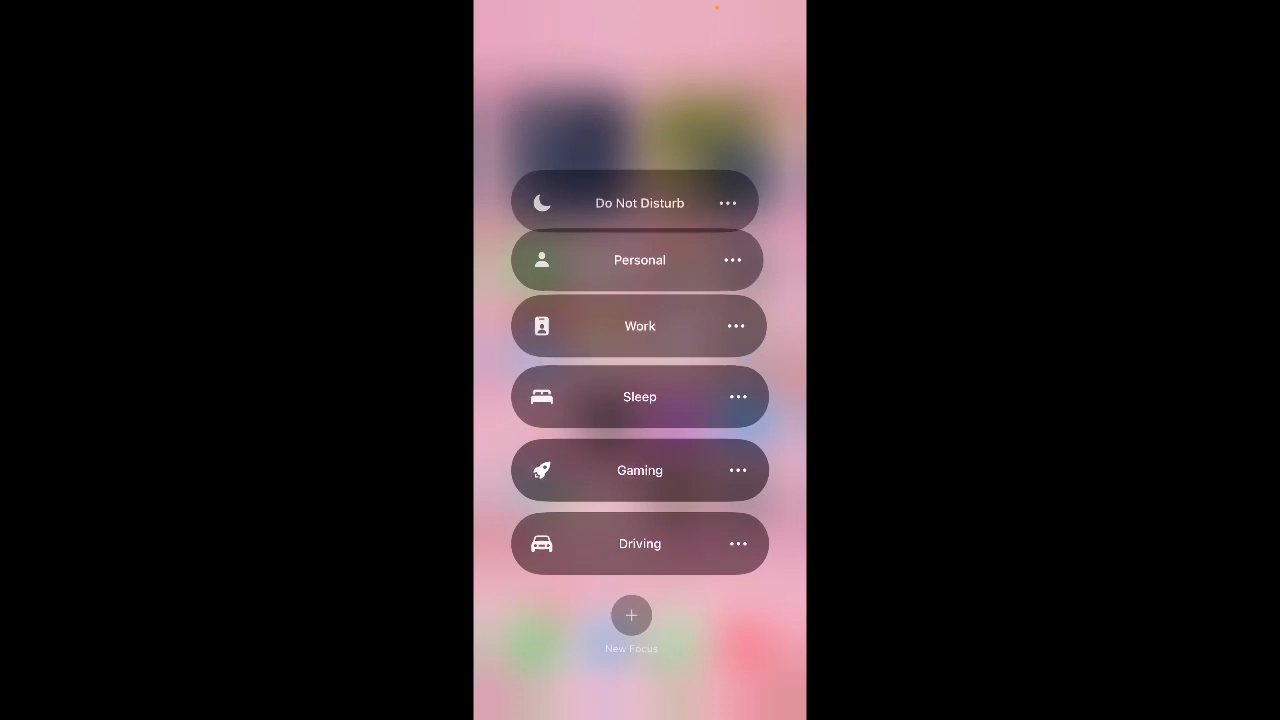 Do Not Disturb
Personal
Work
Sleep
Gaming
Driving
New Focus